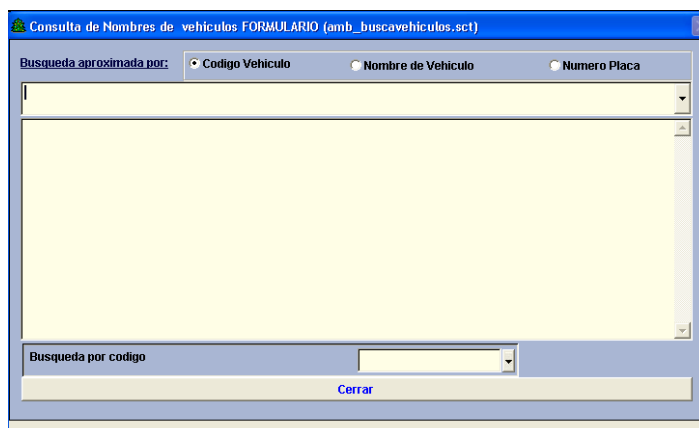 Consulta de Nombres de vehiculos FORMULARIO (amb_buscavehiculos.sct)
Busqueda aproximada por: Codigo Vehiculo Nombre de Vehiculo Numero Placa
Busqueda por codigo
Cerrar